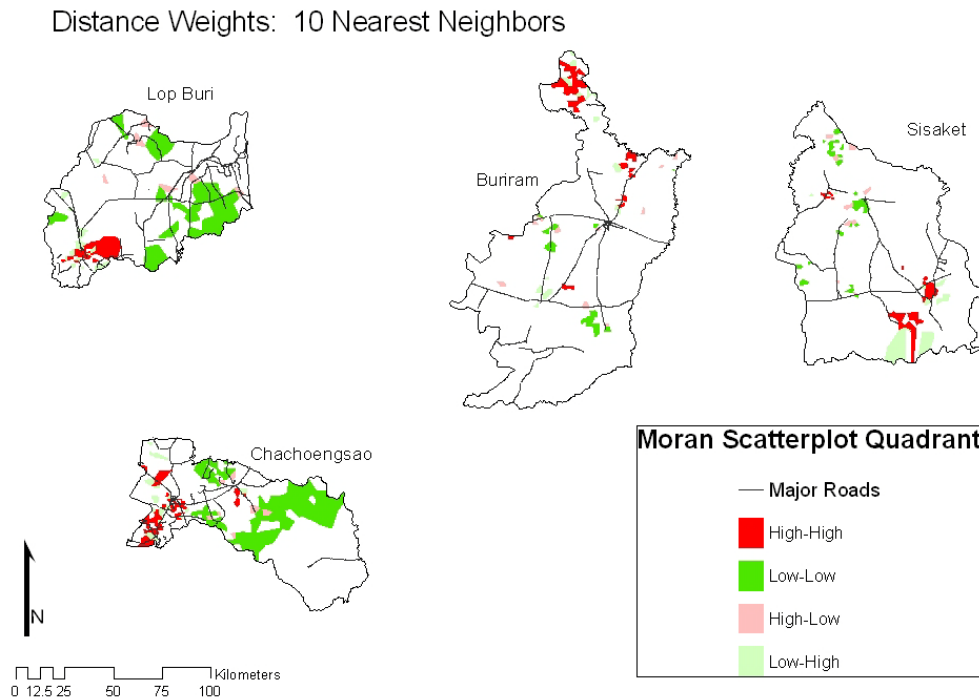 Distance Weights: 10 Nearest Neighbors
Lop Buri
Buriram
Sisaket
Chachoengsao
Moran Scatterplot Quadrant
Major Roads
High-High
Low-Low
High-Low
Low-High
N
Kilometers
0 12.5 25 50 75 100